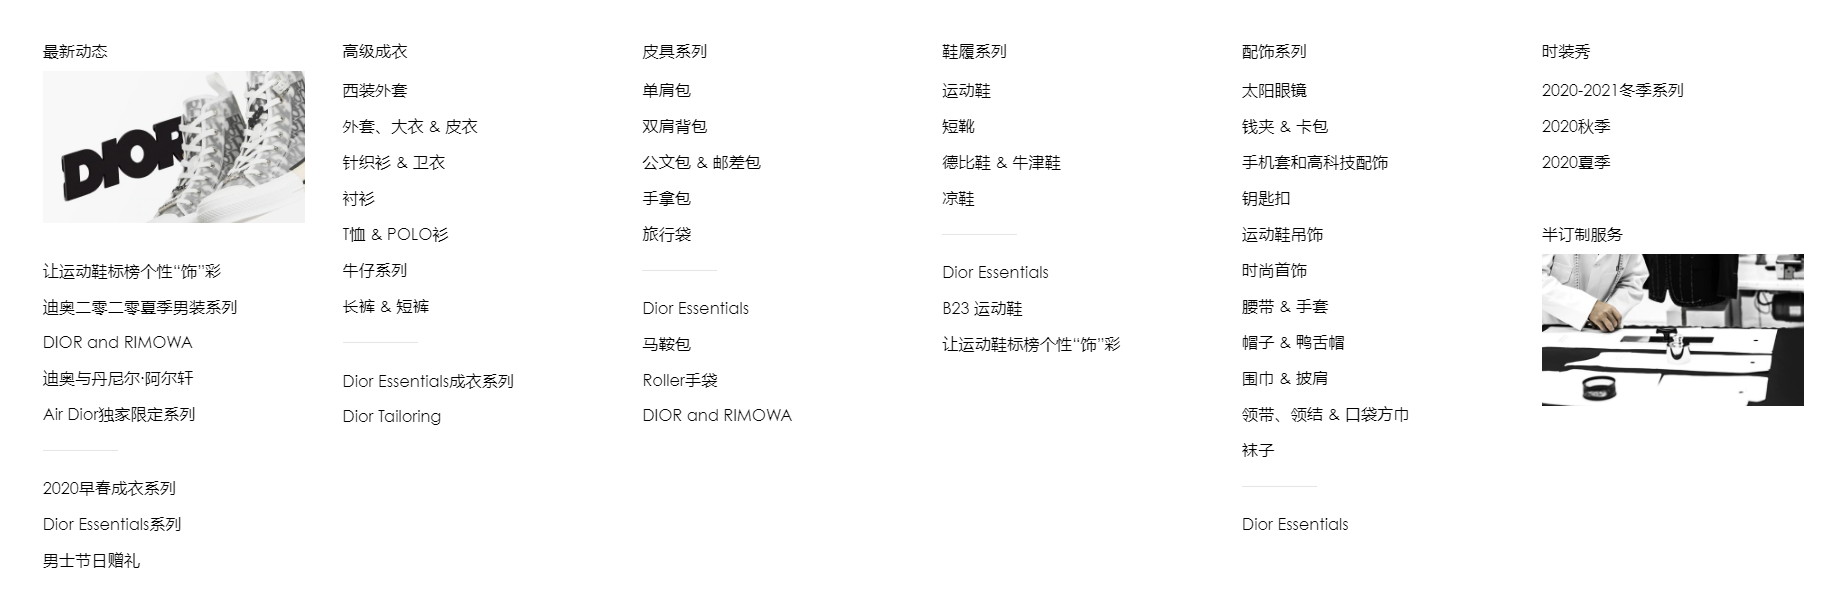 最新动态
DIOR
让运动鞋标榜个性“饰”彩
迪奥二零二零夏季男装系列
DIOR and RIMOWA
迪奥与丹尼尔·阿尔轩
Air Dior独家限定系列
2020早春成衣系列
Dior Essentials系列
男士节日赠礼
高级成衣
西装外套
外套、大衣 & 皮衣
针织衫 & 卫衣
衬衫
T恤 & POLO衫
牛仔系列
长裤 & 短裤
Dior Essentials成衣系列
Dior Tailoring
皮具系列
单肩包
双肩背包
公文包 & 邮差包
手拿包
旅行袋
Dior Essentials
马鞍包
Roller手袋
DIOR and RIMOWA
鞋履系列
运动鞋
短靴
德比鞋 & 牛津鞋
凉鞋
Dior Essentials
B23 运动鞋
让运动鞋标榜个性“饰”彩
配饰系列
太阳眼镜
钱夹 & 卡包
手机套和高科技配饰
钥匙扣
运动鞋吊饰
时尚首饰
腰带 & 手套
帽子 & 鸭舌帽
围巾 & 披肩
领带、领结 & 口袋方巾
袜子
Dior Essentials
时装秀
2020-2021冬季系列
2020秋季
2020夏季
半订制服务